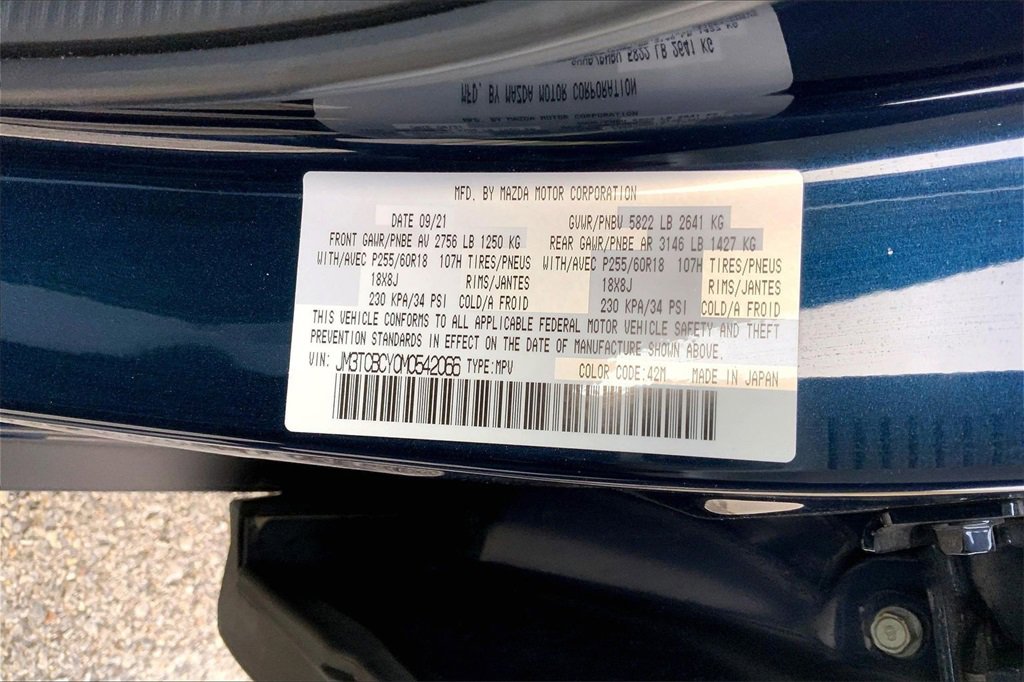 MFD. BY MAZDA MOTOR CORPORATION
DATE 09/21 GVWR/PNBV 5822 LB 2641 KG
FRONT GAWR/PNBE AV 2756 LB 1250 KG REAR GAWR/PNBE AR 3146 LB 1427 KG
WITH/AVEC P255/60R18 107H TIRES/PNEUS WITH/AVEC P255/60R18 107H TIRES/PNEUS
18X8J RIMS/JANTES 18X8J RIMS/JANTES
230 KPA/34 PSI COLD/A FROID 230 KPA/34 PSI COLD/A FROID
THIS VEHICLE CONFORMS TO ALL APPLICABLE FEDERAL MOTOR VEHICLE SAFETY AND THEFT
PREVENTION STANDARDS IN EFFECT ON THE DATE OF MANUFACTURE SHOWN ABOVE.
VIN: JM3TCBCY0M0542066 TYPE:MPV COLOR CODE:42M MADE IN JAPAN